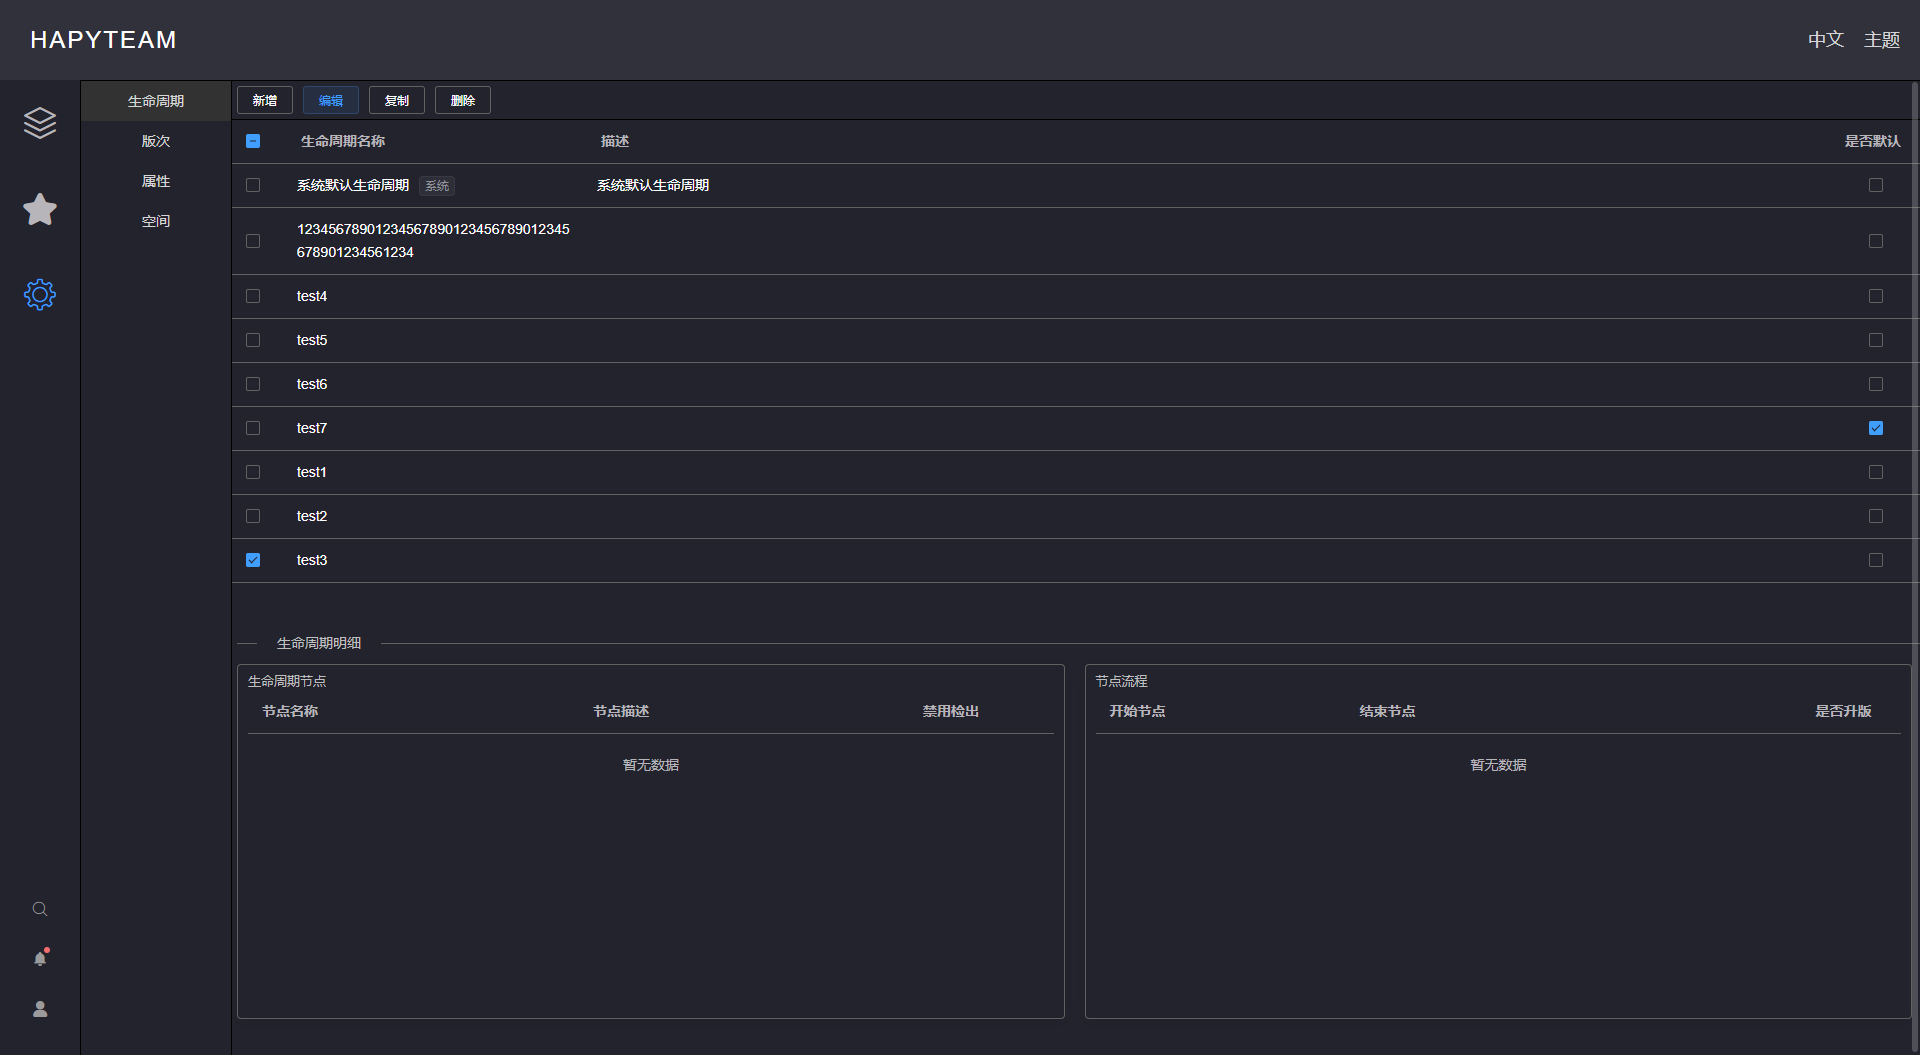 HAPYTEAM
中文 主题
生命周期
版次
属性
空间
新增 编辑 复制 删除
生命周期名称 描述 是否默认
系统默认生命周期 系统 系统默认生命周期
12345678901234567890123456789012345
678901234561234
test4
test5
test6
test7
test1
test2
test3
生命周期明细
生命周期节点
节点名称 节点描述 禁用检出
暂无数据
节点流程
开始节点 结束节点 是否升版
暂无数据